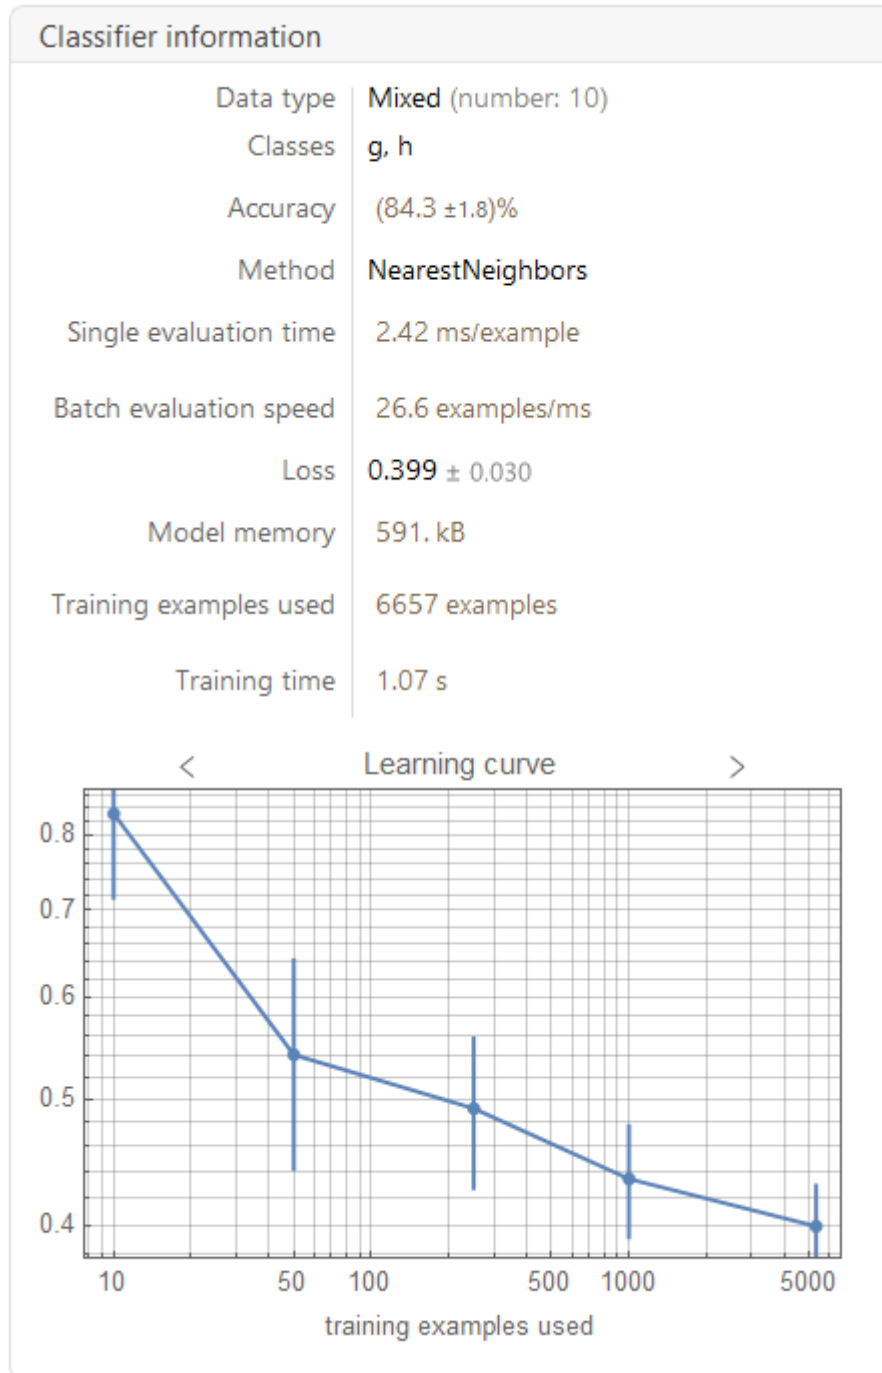 Classifier information
Data type Mixed (number: 10)
Classes g, h
Accuracy (84.3 ±1.8)%
Method NearestNeighbors
Single evaluation time 2.42 ms/example
Batch evaluation speed 26.6 examples/ms
Loss 0.399 ± 0.030
Model memory 591. kB
Training examples used 6657 examples
Training time 1.07 s
< Learning curve >
0.8
0.7
0.6
0.5
0.4
10 50 100 500 1000 5000
training examples used